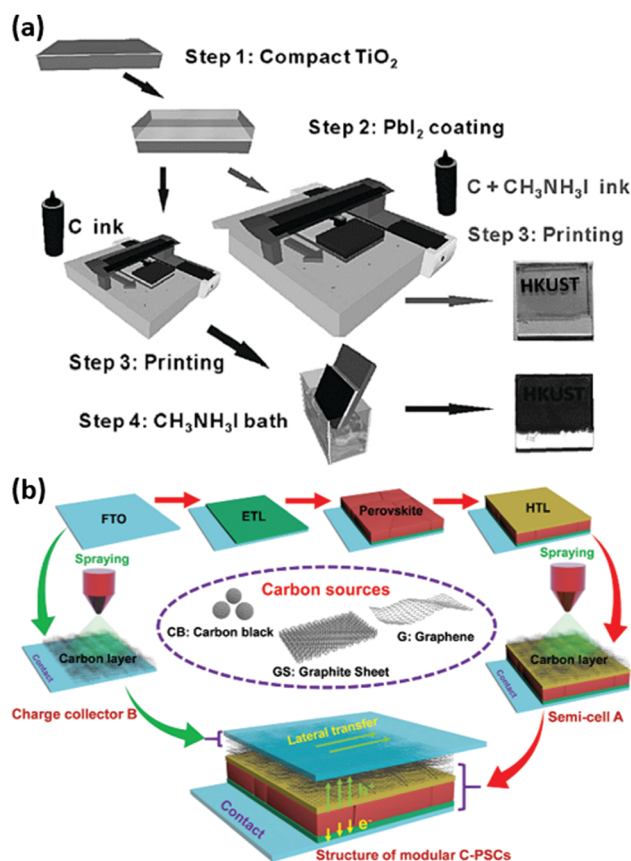 (a)
Step 1: Compact TiO₂
Step 2: PbI₂ coating
C + CH₃NH₃I ink
C ink
Step 3: Printing
HKUST
Step 3: Printing
Step 4: CH₃NH₃I bath
HKUST
(b)
FTO
ETL
Perovskite
HTL
Spraying
Spraying
Carbon sources
CB: Carbon black
G: Graphene
GS: Graphite Sheet
Carbon layer
Contact
Carbon layer
Contact
Charge collector B
Semi-cell A
Lateral transfer
h⁺
e⁻
Contact
Structure of modular C-PSCs